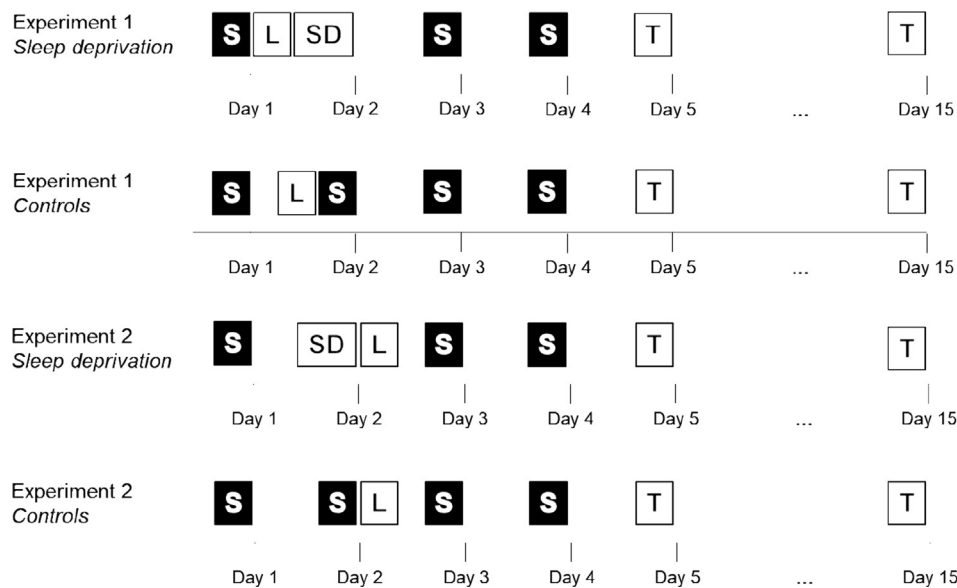 Experiment 1
Sleep deprivation
S L SD S S T T
Day 1 Day 2 Day 3 Day 4 Day 5 ... Day 15
Experiment 1
Controls
S L S S S T T
Day 1 Day 2 Day 3 Day 4 Day 5 ... Day 15
Experiment 2
Sleep deprivation
S SD L S S T T
Day 1 Day 2 Day 3 Day 4 Day 5 ... Day 15
Experiment 2
Controls
S S L S S T T
Day 1 Day 2 Day 3 Day 4 Day 5 ... Day 15